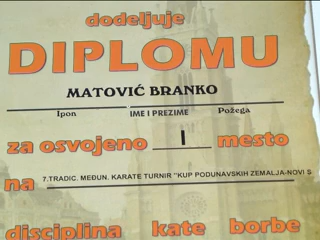 dodeljuje
DIPLOMU
MATOVIĆ BRANKO
Ipon IME I PREZIME Požega
za osvojeno I mesto
na 7.TRADIC. MEĐUN. KARATE TURNIR "KUP PODUNAVSKIH ZEMALJA-NOVI S
disciplina kate borbe